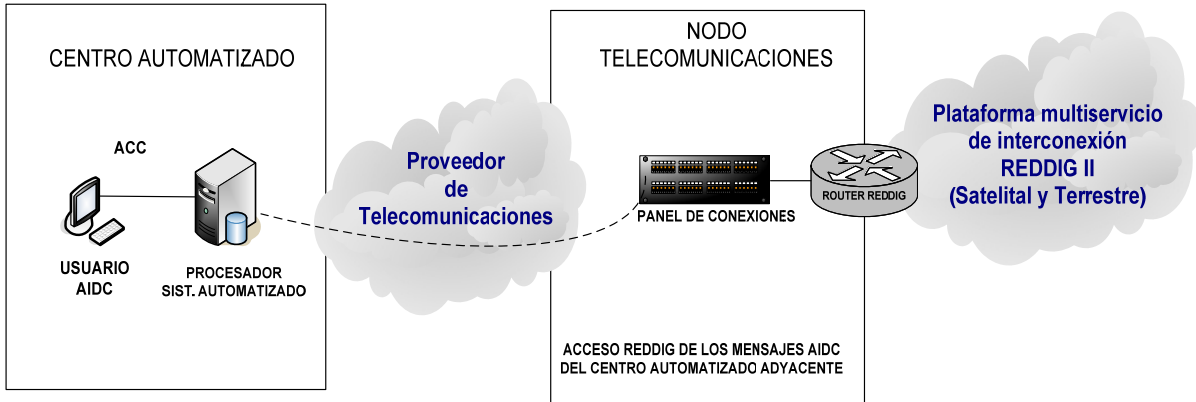 CENTRO AUTOMATIZADO
ACC
USUARIO
AIDC
PROCESADOR
SIST. AUTOMATIZADO
Proveedor
de
Telecomunicaciones
NODO
TELECOMUNICACIONES
PANEL DE CONEXIONES
ROUTER REDDIG
ACCESO REDDIG DE LOS MENSAJES AIDC
DEL CENTRO AUTOMATIZADO ADYACENTE
Plataforma multiservicio
de interconexión
REDDIG II
(Satelital y Terrestre)